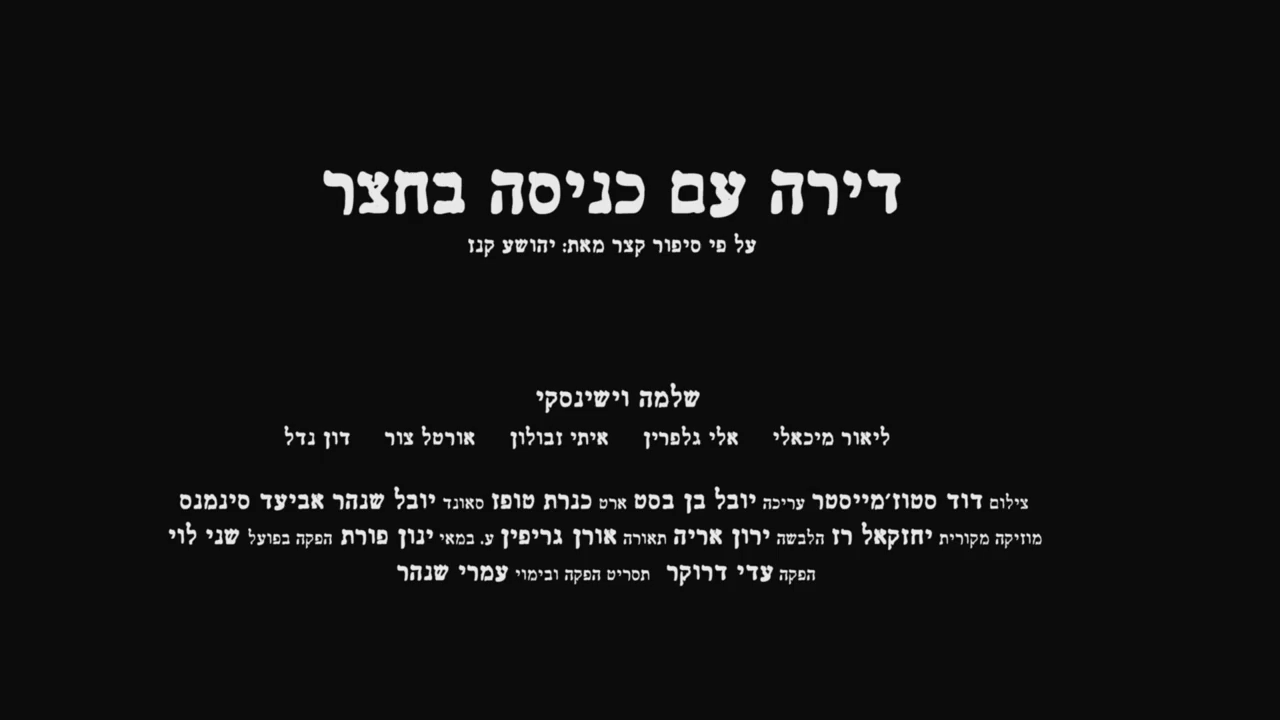 דירה עם כניסה בחצר
על פי סיפור קצר מאת: יהושע קנז
שלמה וישינסקי
ליאור מיכאלי אלי גלפרין איתי זבולון אורטל צור דון נדל
צילום דוד סטוז'מייסטר עריכה יובל בן בסט ארט כנרת טופז סאונד יובל שנהר אביעד סינמנס
מוזיקה מקורית יחזקאל רז הלבשה ירון אריה תאורה אורן גריפין ע. במאי ינון פורת הפקה בפועל שני לוי
הפקה עדי דרוקר תסריט הפקה ובימוי עמרי שנהר